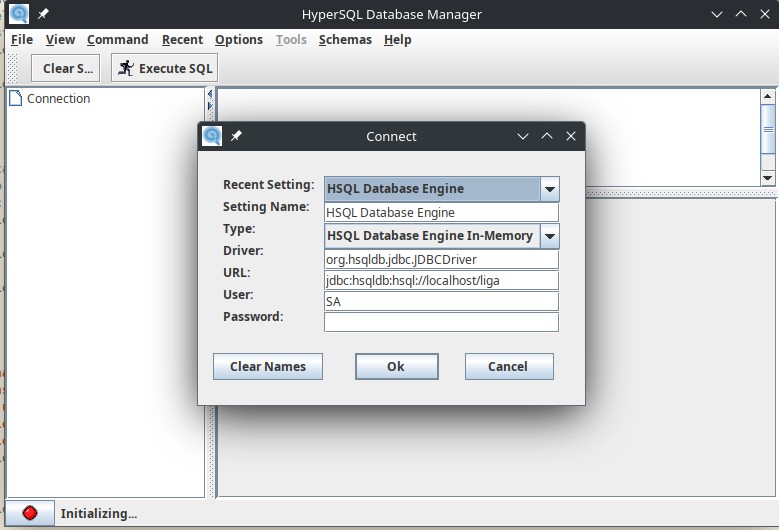 HyperSQL Database Manager
File View Command Recent Options Tools Schemas Help
Clear S... Execute SQL
Connection
Connect
Recent Setting: HSQL Database Engine
Setting Name: HSQL Database Engine
Type: HSQL Database Engine In-Memory
Driver: org.hsqldb.jdbc.JDBCDriver
URL: jdbc:hsqldb:hsql://localhost/liga
User: SA
Password:
Clear Names Ok Cancel
Initializing...